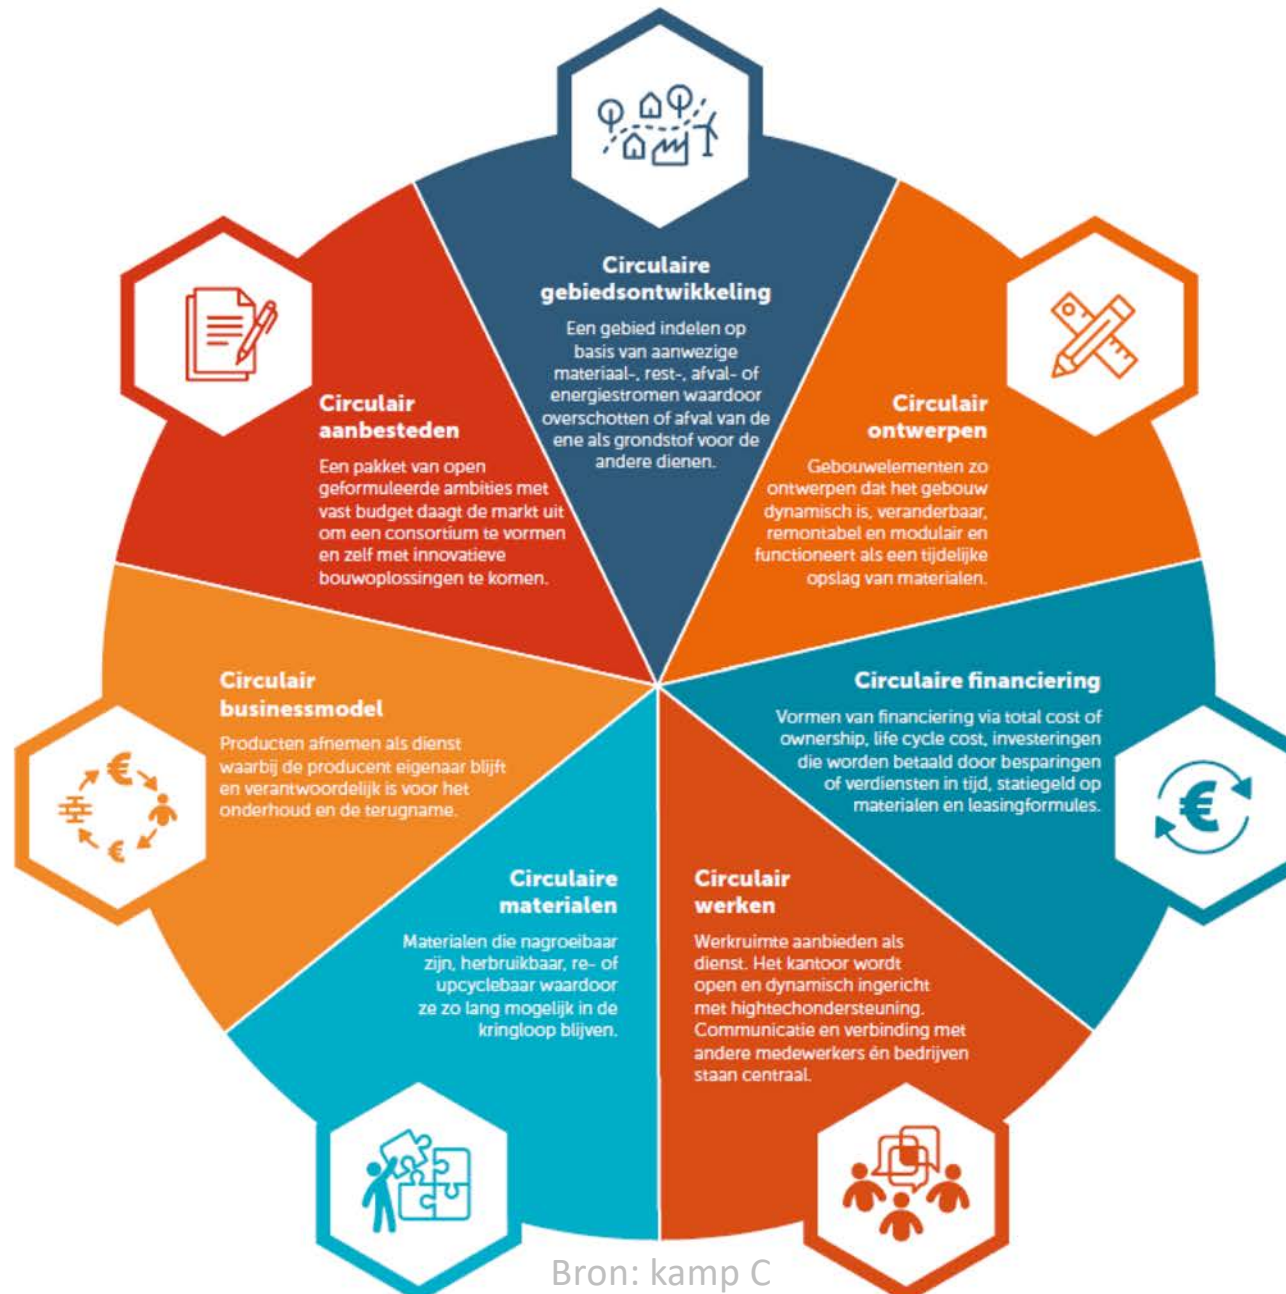 Circulaire
gebiedsontwikkeling
Een gebied indelen op
basis van aanwezige
materiaal-, rest-, afval- of
energiestromen waardoor
overschotten of afval van de
ene als grondstof voor de
andere dienen.
Circulair
ontwerpen
Gebouwelementen zo
ontwerpen dat het gebouw
dynamisch is, veranderbaar,
remontabel en modulair en
functioneert als een tijdelijke
opslag van materialen.
Circulaire financiering
Vormen van financiering via total cost of
ownership, life cycle cost, investeringen
die worden betaald door besparingen
of verdiensten in tijd, statiegeld op
materialen en leasingformules.
Circulair
werken
Werkruimte aanbieden als
dienst. Het kantoor wordt
open en dynamisch ingericht
met hightechondersteuning.
Communicatie en verbinding met
andere medewerkers én bedrijven
staan centraal.
Circulaire
materialen
Materialen die nagroeibaar
zijn, herbruikbaar, re- of
upcyclebaar waardoor
ze zo lang mogelijk in de
kringloop blijven.
Circulair
businessmodel
Producten afnemen als dienst
waarbij de producent eigenaar blijft
en verantwoordelijk is voor het
onderhoud en de terugname.
Circulair
aanbesteden
Een pakket van open
geformuleerde ambities met
vast budget daagt de markt uit
om een consortium te vormen
en zelf met innovatieve
bouwoplossingen te komen.
€
€
€
Bron: kamp C